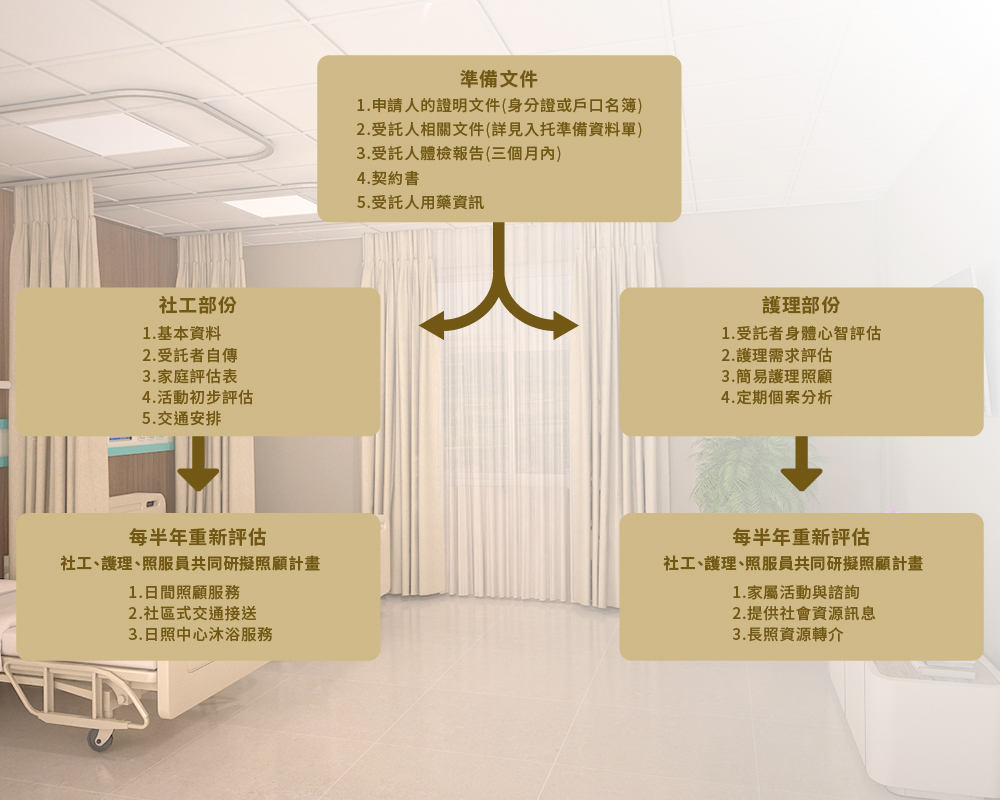 準備文件
1.申請人的證明文件(身分證或戶口名簿)
2.受託人相關文件(詳見入托準備資料單)
3.受託人體檢報告(三個月內)
4.契約書
5.受託人用藥資訊
社工部份
1.基本資料
2.受託者自傳
3.家庭評估表
4.活動初步評估
5.交通安排
護理部份
1.受託者身體心智評估
2.護理需求評估
3.簡易護理照顧
4.定期個案分析
每半年重新評估
社工、護理、照服員共同研擬照顧計畫
1.日間照顧服務
2.社區式交通接送
3.日照中心沐浴服務
每半年重新評估
社工、護理、照服員共同研擬照顧計畫
1.家屬活動與諮詢
2.提供社會資源訊息
3.長照資源轉介